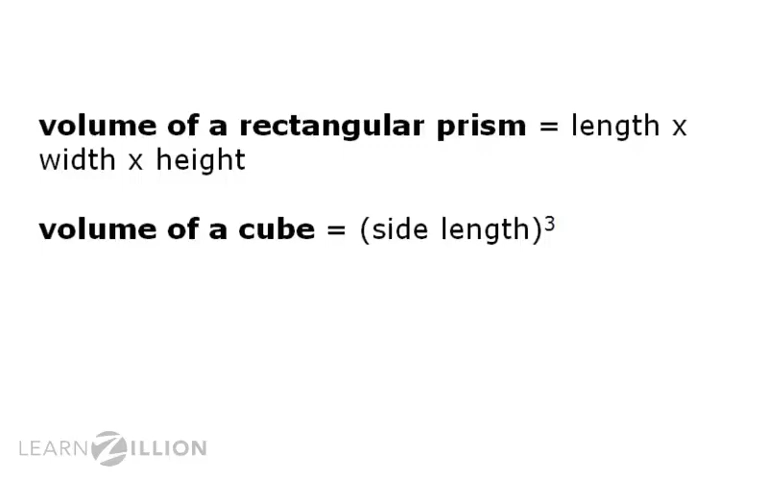 volume of a rectangular prism = length x
width x height
volume of a cube = (side length)³
LEARNZILLION